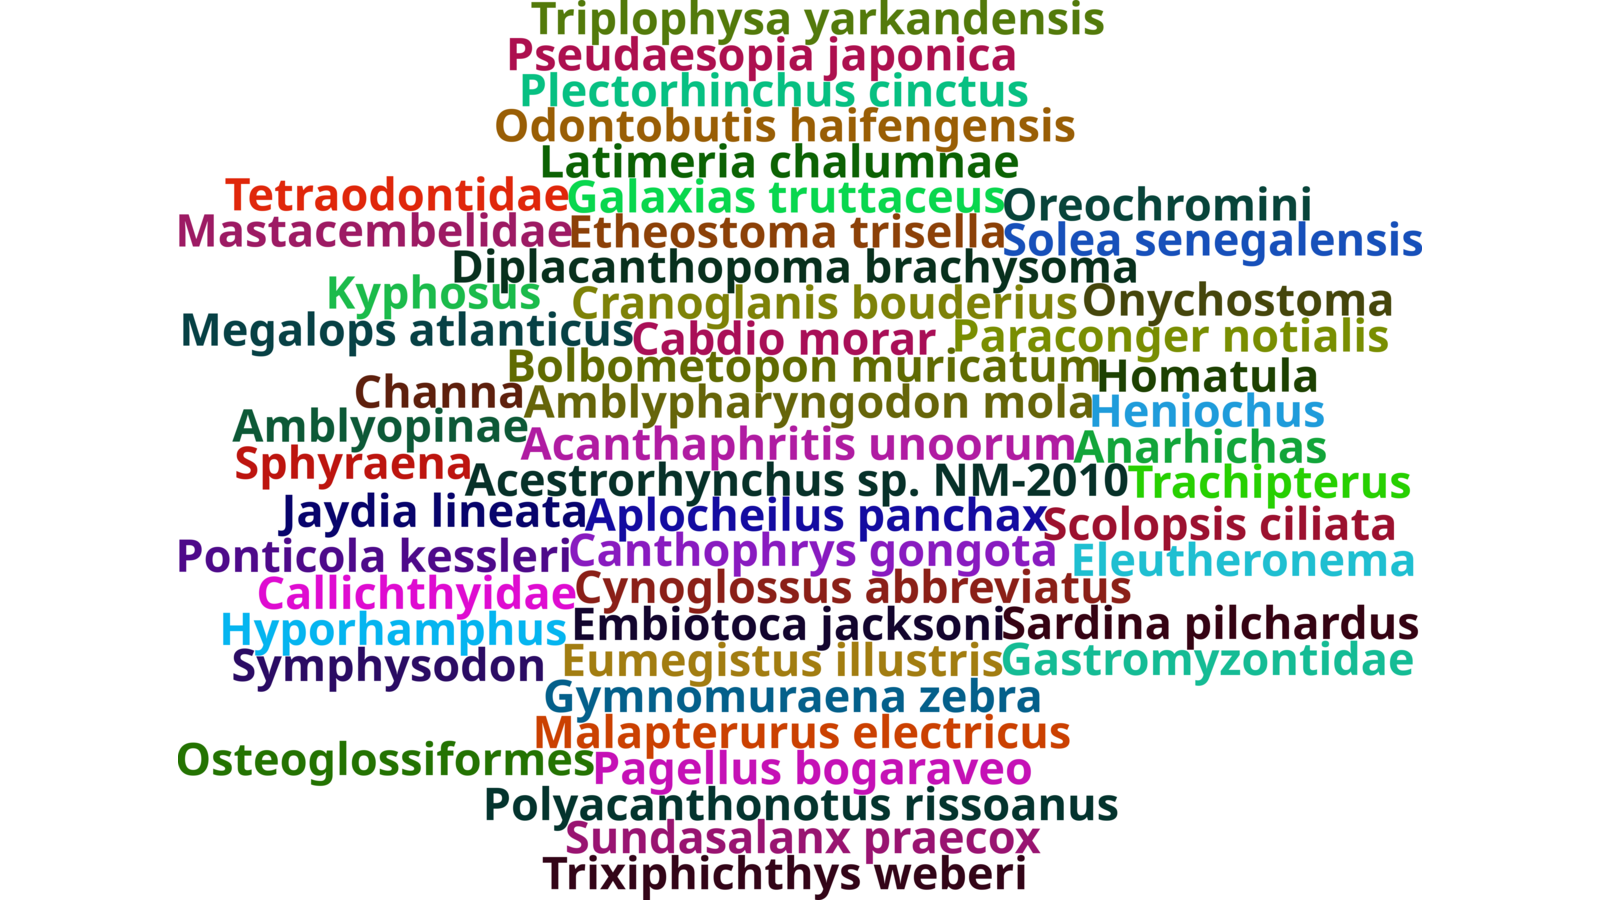 Triplophysa yarkandensis
Pseudaesopia japonica
Plectorhinchus cinctus
Odontobutis haifengensis
Latimeria chalumnae
Tetraodontidae Galaxias truttaceus Oreochromini
Mastacembelidae Etheostoma trisella Solea senegalensis
Diplacanthopoma brachysoma
Kyphosus Cranoglanis bouderius Onychostoma
Megalops atlanticus Cabdio morar Paraconger notialis
Bolbometopon muricatum Homatula
Channa Amblypharyngodon mola Heniochus
Amblyopinae Acanthaphritis unoorum Anarhichas
Sphyraena Acestrorhynchus sp. NM-2010 Trachipterus
Jaydia lineata Aplocheilus panchax Scolopsis ciliata
Ponticola kessleri Canthophrys gongota Eleutheronema
Callichthyidae Cynoglossus abbreviatus
Hyporhamphus Embiotoca jacksoni Sardina pilchardus
Symphysodon Eumegistus illustris Gastromyzontidae
Gymnomuraena zebra
Malapterurus electricus
Osteoglossiformes Pagellus bogaraveo
Polyacanthonotus rissoanus
Sundasalanx praecox
Trixiphichthys weberi